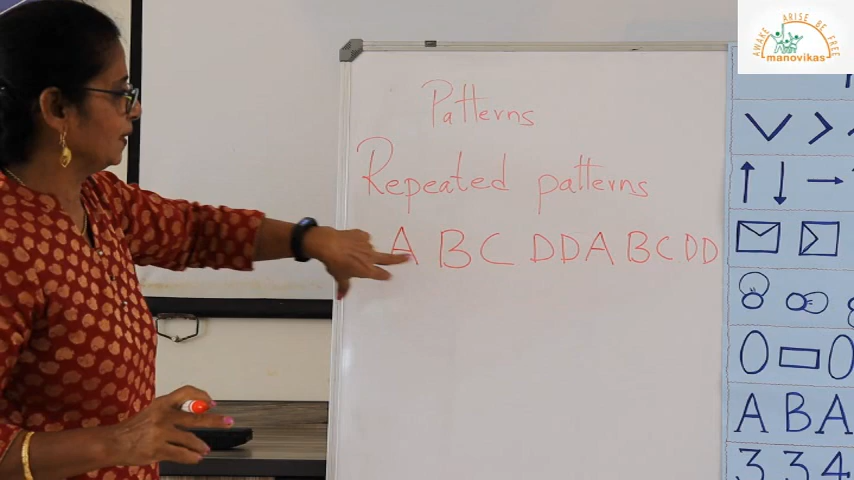 AWAKE ARISE BE FREE
manovikas
Patterns
Repeated patterns
A B C D D A B C D D
A B A
3 3 4